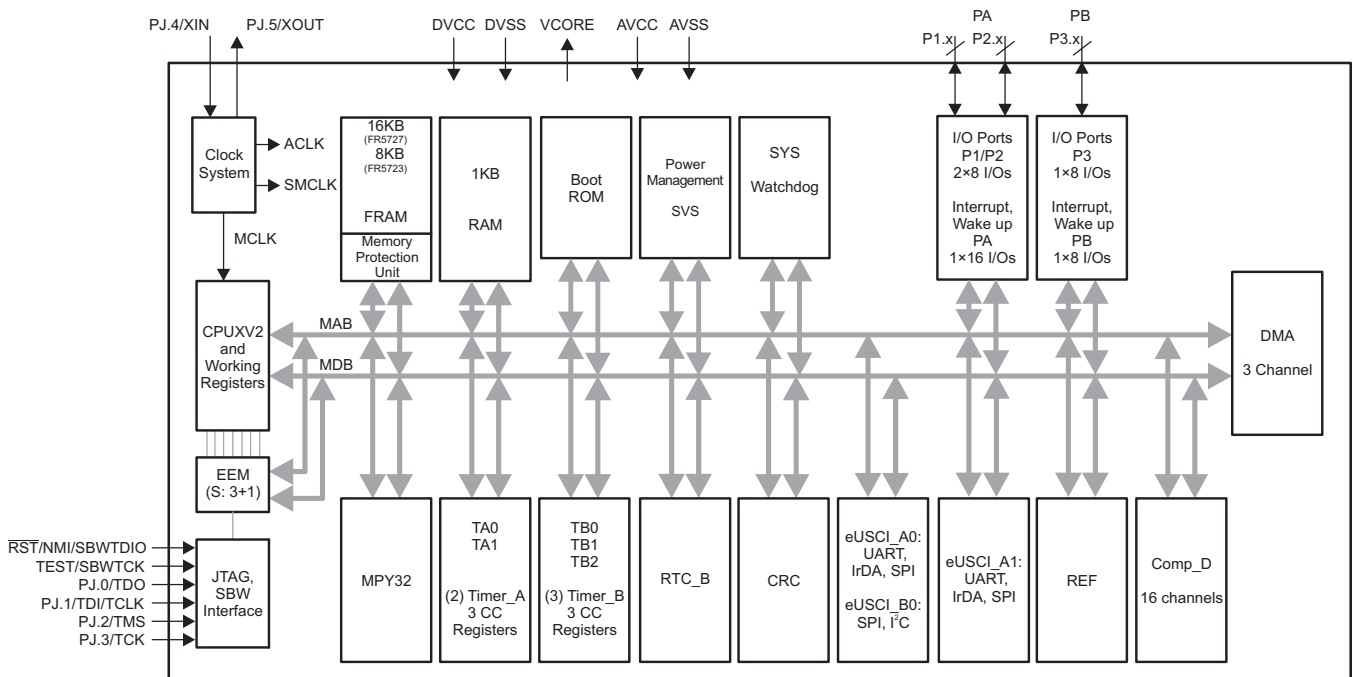 PJ.4/XIN
PJ.5/XOUT
DVCC
DVSS
VCORE
AVCC
AVSS
PA
P1.x
P2.x
PB
P3.x
Clock
System
ACLK
SMCLK
MCLK
16KB
(FR5727)
8KB
(FR5723)
FRAM
Memory
Protection
Unit
1KB
RAM
Boot
ROM
Power
Management
SVS
SYS
Watchdog
I/O Ports
P1/P2
2×8 I/Os
Interrupt,
Wake up
PA
1×16 I/Os
I/O Ports
P3
1×8 I/Os
Interrupt,
Wake up
PB
1×8 I/Os
CPUXV2
and
Working
Registers
MAB
MDB
DMA
3 Channel
EEM
(S: 3+1)
RST/NMI/SBWTDIO
TEST/SBWTCK
PJ.0/TDO
PJ.1/TDI/TCLK
PJ.2/TMS
PJ.3/TCK
JTAG,
SBW
Interface
MPY32
TA0
TA1
(2) Timer_A
3 CC
Registers
TB0
TB1
TB2
(3) Timer_B
3 CC
Registers
RTC_B
CRC
eUSCI_A0:
UART,
IrDA, SPI
eUSCI_B0:
SPI, I²C
eUSCI_A1:
UART,
IrDA, SPI
REF
Comp_D
16 channels